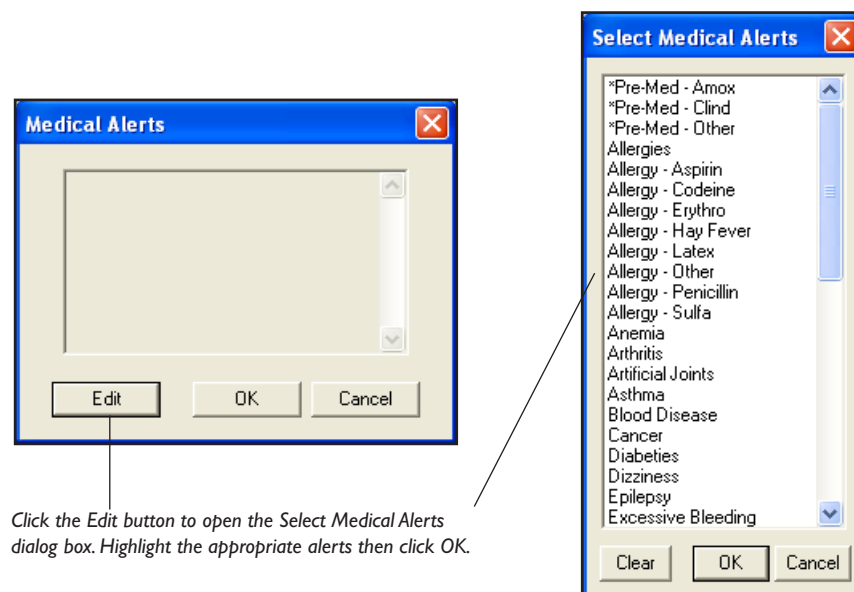 Medical Alerts
Edit
OK
Cancel
Click the Edit button to open the Select Medical Alerts
dialog box. Highlight the appropriate alerts then click OK.
Select Medical Alerts
*Pre-Med - Amox
*Pre-Med - Clind
*Pre-Med - Other
Allergies
Allergy - Aspirin
Allergy - Codeine
Allergy - Erythro
Allergy - Hay Fever
Allergy - Latex
Allergy - Other
Allergy - Penicillin
Allergy - Sulfa
Anemia
Arthritis
Artificial Joints
Asthma
Blood Disease
Cancer
Diabeties
Dizziness
Epilepsy
Excessive Bleeding
Clear
OK
Cancel